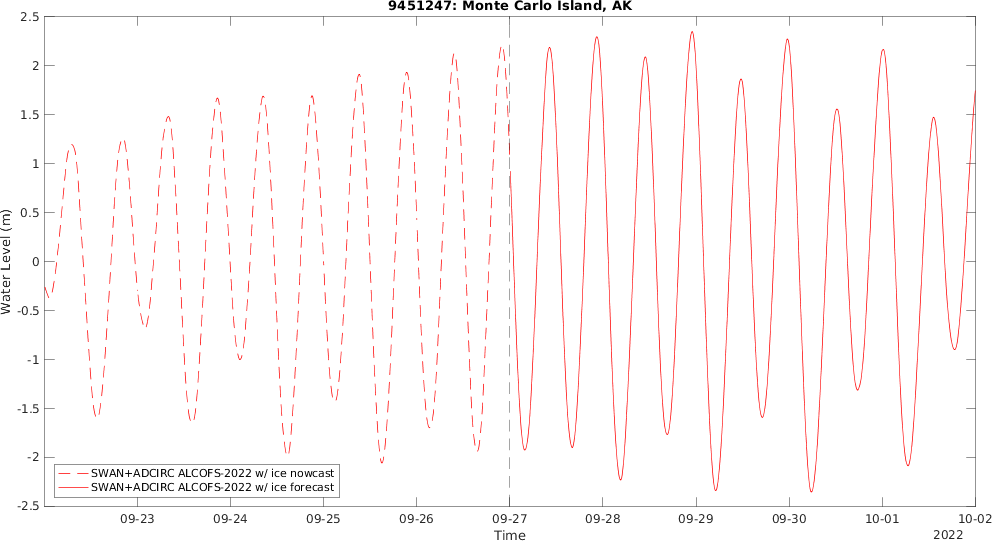 9451247: Monte Carlo Island, AK
2.5
2
1.5
1
0.5
0
-0.5
-1
-1.5
-2
-2.5
Water Level (m)
SWAN+ADCIRC ALCOFS-2022 w/ ice nowcast
SWAN+ADCIRC ALCOFS-2022 w/ ice forecast
09-23 09-24 09-25 09-26 09-27 09-28 09-29 09-30 10-01 10-02
Time
2022